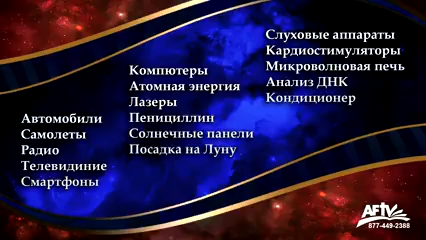 Автомобили
Самолеты
Радио
Телевидиние
Смартфоны
Компютеры
Атомная энергия
Лазеры
Пенициллин
Солнечные панели
Посадка на Луну
Слуховые аппараты
Кардиостимуляторы
Микроволновая печь
Анализ ДНК
Кондиционер
AFtv
877-449-2388